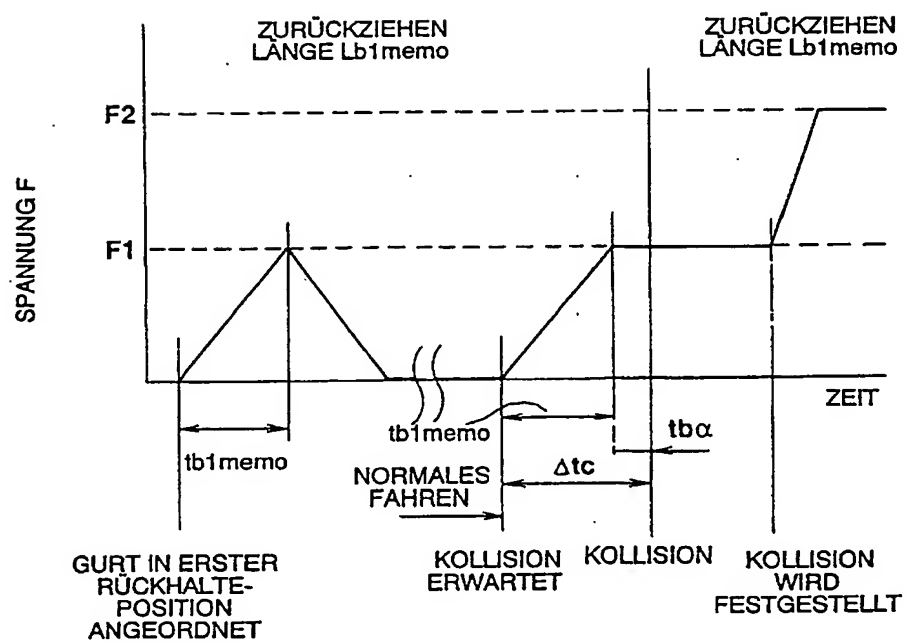 ZURÜCKZIEHEN
LÄNGE Lb1memo
ZURÜCKZIEHEN
LÄNGE Lb1memo
F2
F1
SPANNUNG F
ZEIT
tb1memo
tb1memo
tbα
Δtc
NORMALES
FAHREN
GURT IN ERSTER
RÜCKHALTE-
POSITION
ANGEORDNET
KOLLISION
ERWARTET
KOLLISION
KOLLISION
WIRD
FESTGESTELLT